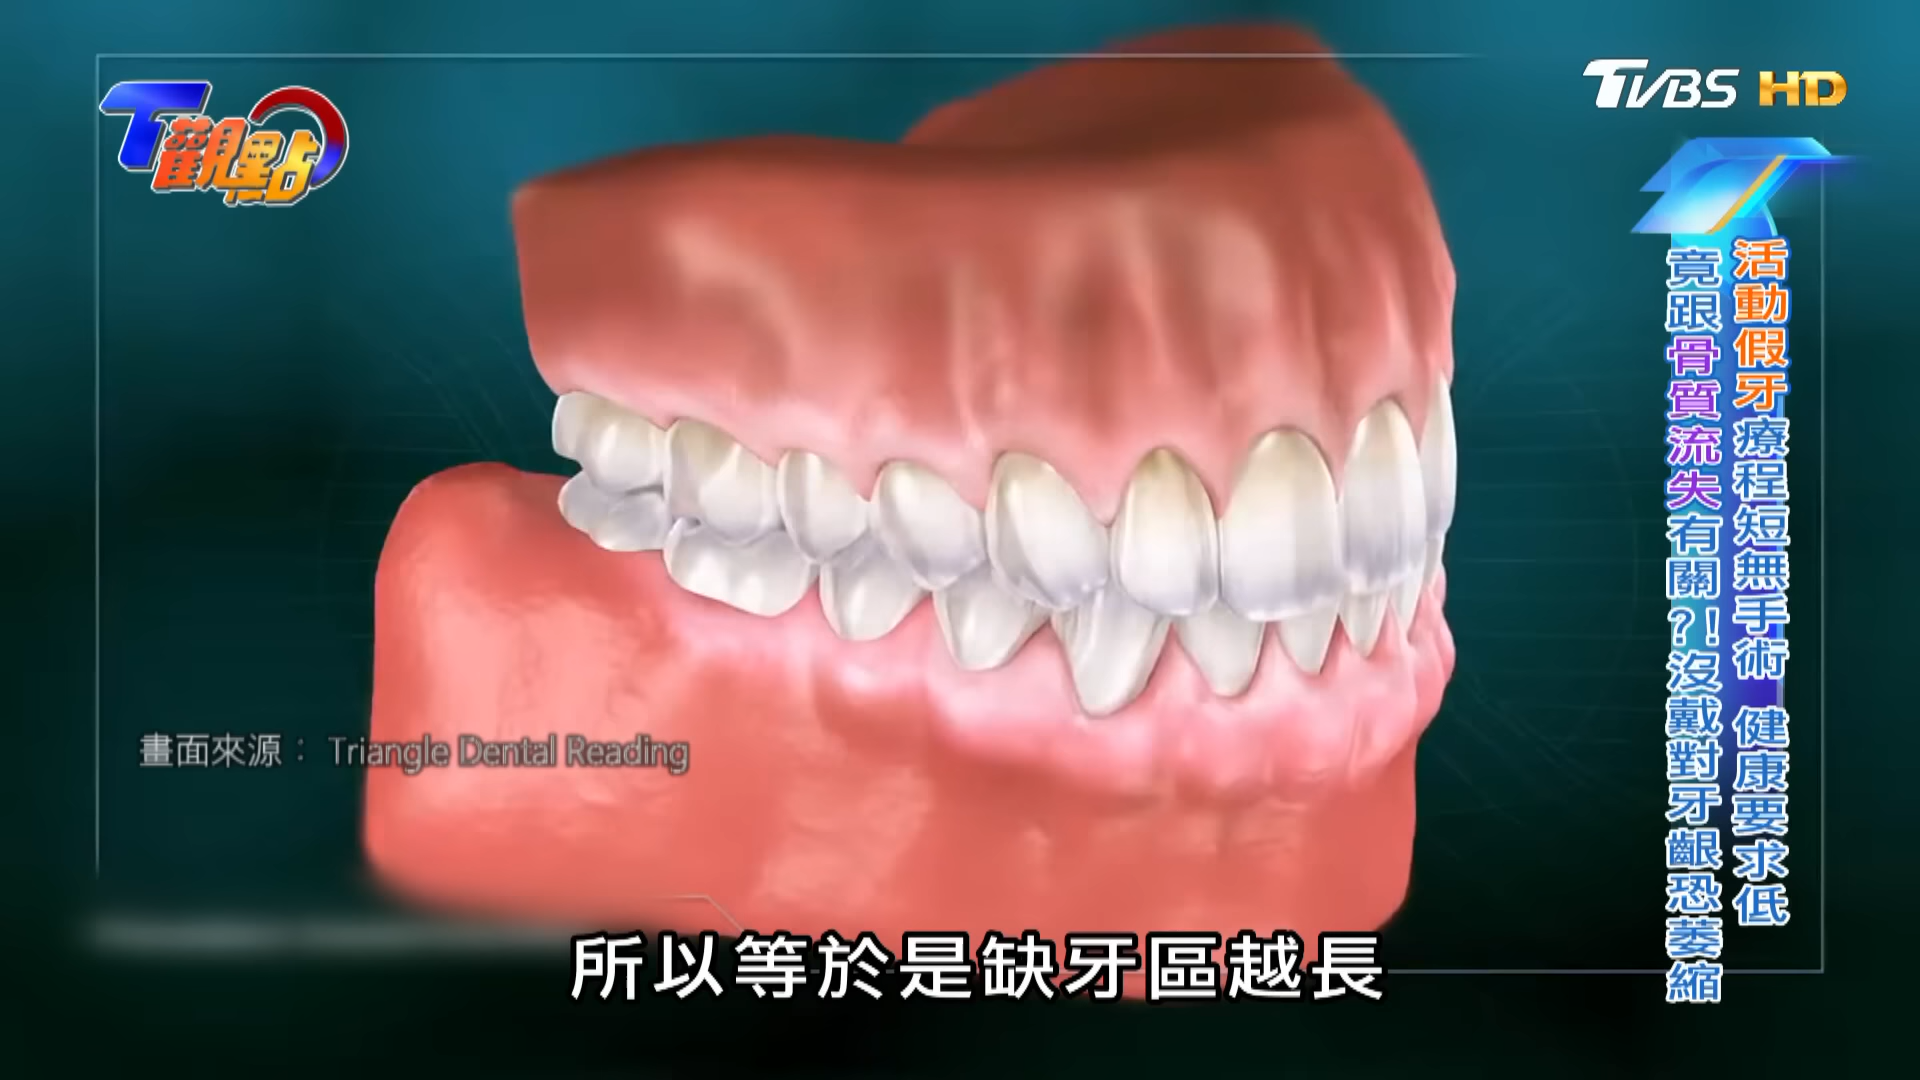 T觀點
TVBS HD
活動假牙療程短無手術 健康要求低
竟跟骨質流失有關?!沒戴對牙齦恐萎縮
畫面來源： Triangle Dental Reading
所以等於是缺牙區越長